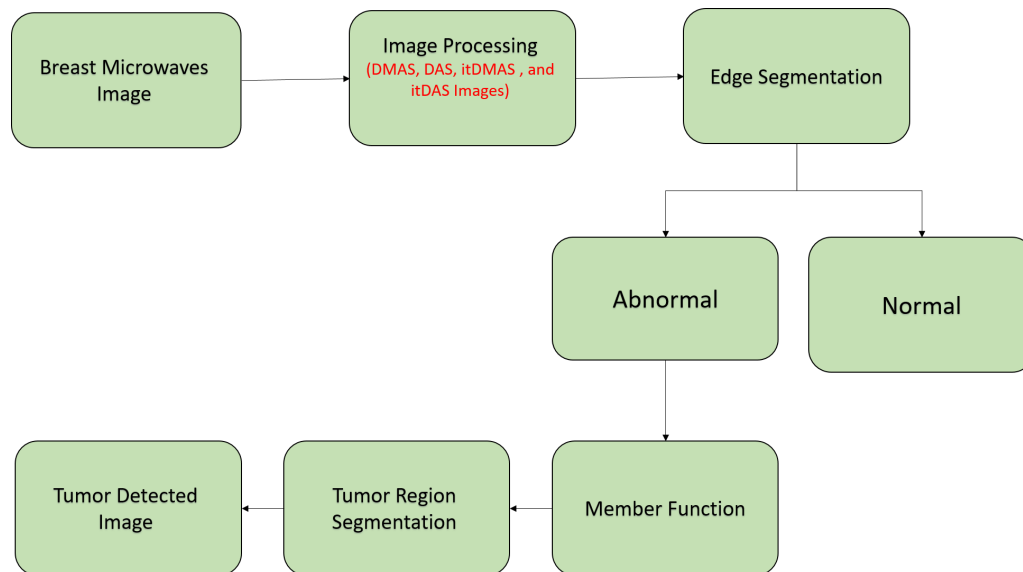 Breast Microwaves
Image
Image Processing
(DMAS, DAS, itDMAS , and
itDAS Images)
Edge Segmentation
Abnormal
Normal
Tumor Detected
Image
Tumor Region
Segmentation
Member Function